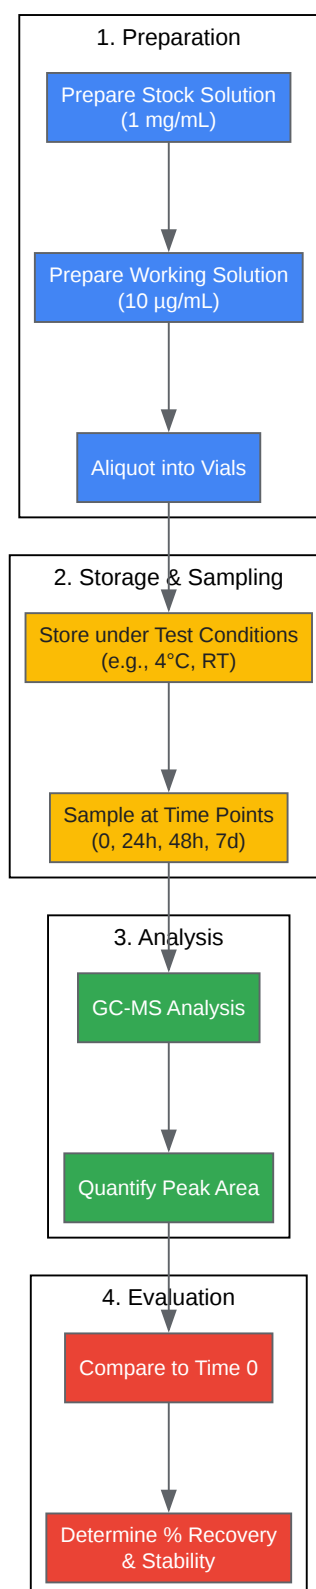 1. Preparation
Prepare Stock Solution
(1 mg/mL)
Prepare Working Solution
(10 µg/mL)
Aliquot into Vials
2. Storage & Sampling
Store under Test Conditions
(e.g., 4°C, RT)
Sample at Time Points
(0, 24h, 48h, 7d)
3. Analysis
GC-MS Analysis
Quantify Peak Area
4. Evaluation
Compare to Time 0
Determine % Recovery
& Stability